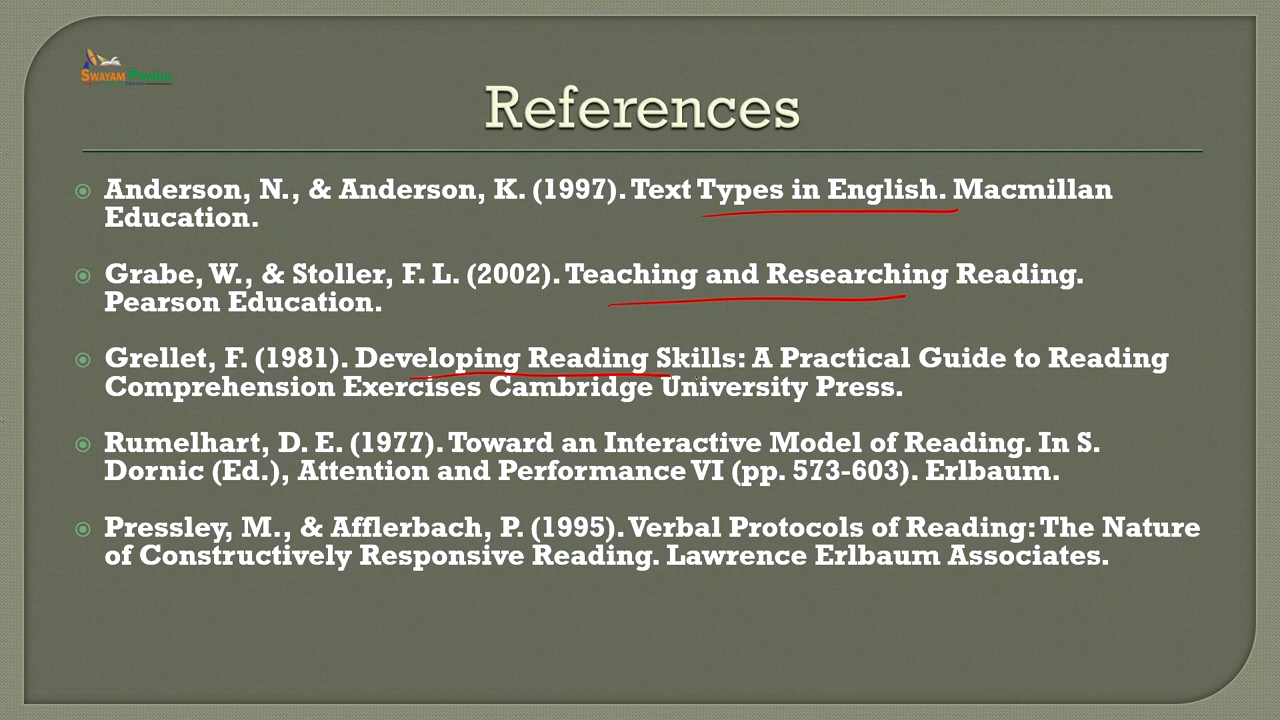 SWAYAM Prabha
References
Anderson, N., & Anderson, K. (1997). Text Types in English. Macmillan
Education.
Grabe, W., & Stoller, F. L. (2002). Teaching and Researching Reading.
Pearson Education.
Grellet, F. (1981). Developing Reading Skills: A Practical Guide to Reading
Comprehension Exercises Cambridge University Press.
Rumelhart, D. E. (1977). Toward an Interactive Model of Reading. In S.
Dornic (Ed.), Attention and Performance VI (pp. 573-603). Erlbaum.
Pressley, M., & Afflerbach, P. (1995). Verbal Protocols of Reading: The Nature
of Constructively Responsive Reading. Lawrence Erlbaum Associates.